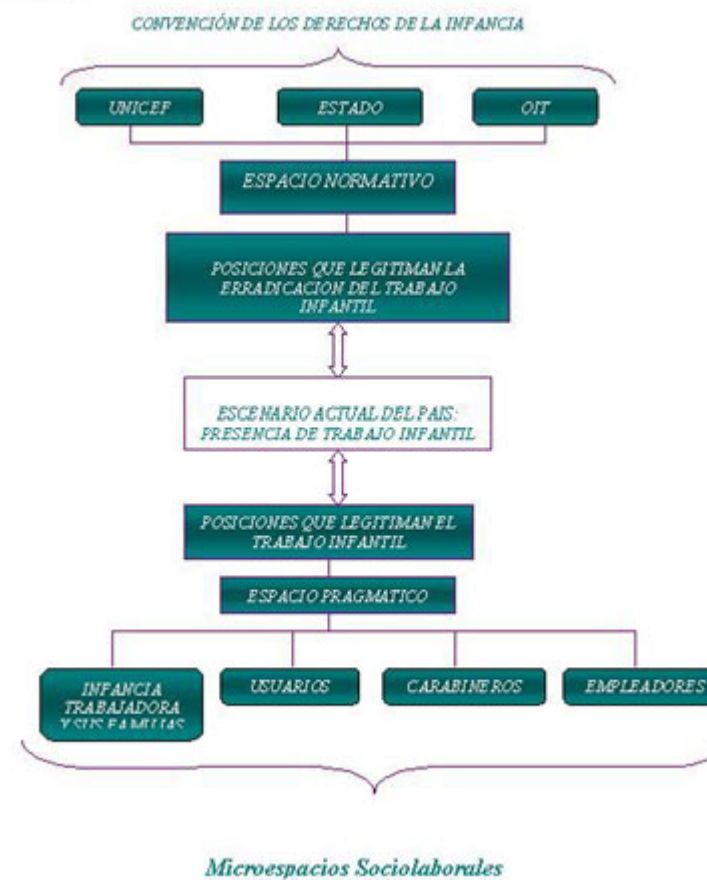 CONVENCIÓN DE LOS DERECHOS DE LA INFANCIA
UNICEF
ESTADO
OIT
ESPACIO NORMATIVO
POSICIONES QUE LEGITIMAN LA
ERRADICACION DEL TRABAJO
INFANTIL
ESCENARIO ACTUAL DEL PAIS:
PRESENCIA DE TRABAJO INFANTIL
POSICIONES QUE LEGITIMAN EL
TRABAJO INFANTIL
ESPACIO PRAGMATICO
INFANCIA
TRABAJADORA
Y SUS FAMILIAS
USUARIOS
CARABINEROS
EMPLEADORES
Microespacios Sociolaborales